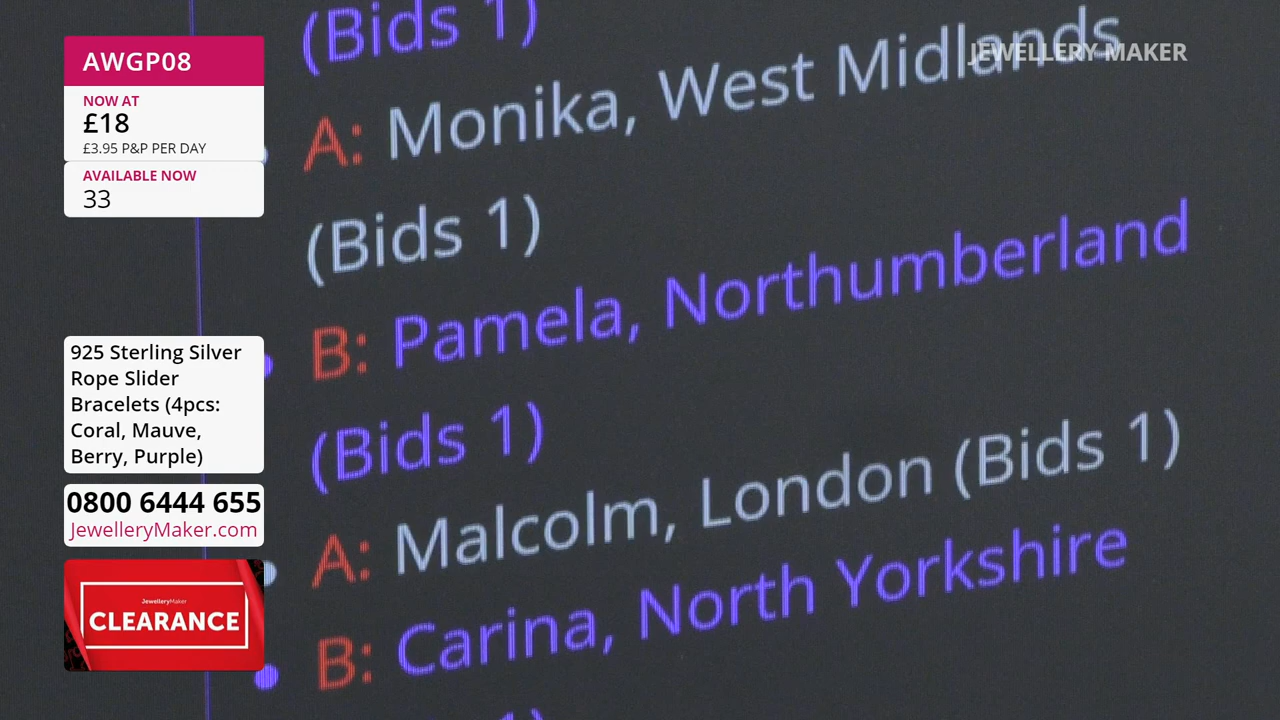 AWGP08
NOW AT
£18
£3.95 P&P PER DAY
AVAILABLE NOW
33
925 Sterling Silver
Rope Slider
Bracelets (4pcs:
Coral, Mauve,
Berry, Purple)
0800 6444 655
JewelleryMaker.com
JewelleryMaker
CLEARANCE
JEWELLERY MAKER
(Bids 1)
A: Monika, West Midlands
(Bids 1)
B: Pamela, Northumberland
(Bids 1)
A: Malcolm, London (Bids 1)
B: Carina, North Yorkshire